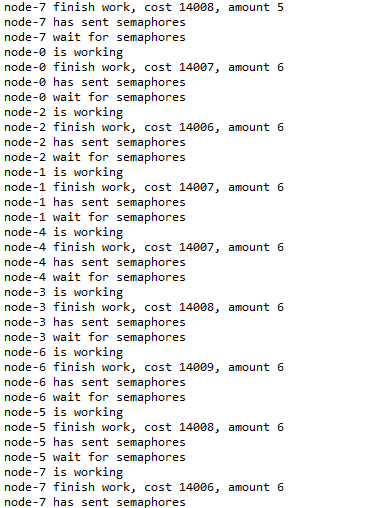 node-7 finish work, cost 14008, amount 5
node-7 has sent semaphores
node-7 wait for semaphores
node-0 is working
node-0 finish work, cost 14007, amount 6
node-0 has sent semaphores
node-0 wait for semaphores
node-2 is working
node-2 finish work, cost 14006, amount 6
node-2 has sent semaphores
node-2 wait for semaphores
node-1 is working
node-1 finish work, cost 14007, amount 6
node-1 has sent semaphores
node-1 wait for semaphores
node-4 is working
node-4 finish work, cost 14007, amount 6
node-4 has sent semaphores
node-4 wait for semaphores
node-3 is working
node-3 finish work, cost 14008, amount 6
node-3 has sent semaphores
node-3 wait for semaphores
node-6 is working
node-6 finish work, cost 14009, amount 6
node-6 has sent semaphores
node-6 wait for semaphores
node-5 is working
node-5 finish work, cost 14008, amount 6
node-5 has sent semaphores
node-5 wait for semaphores
node-7 is working
node-7 finish work, cost 14006, amount 6
node-7 has sent semaphores